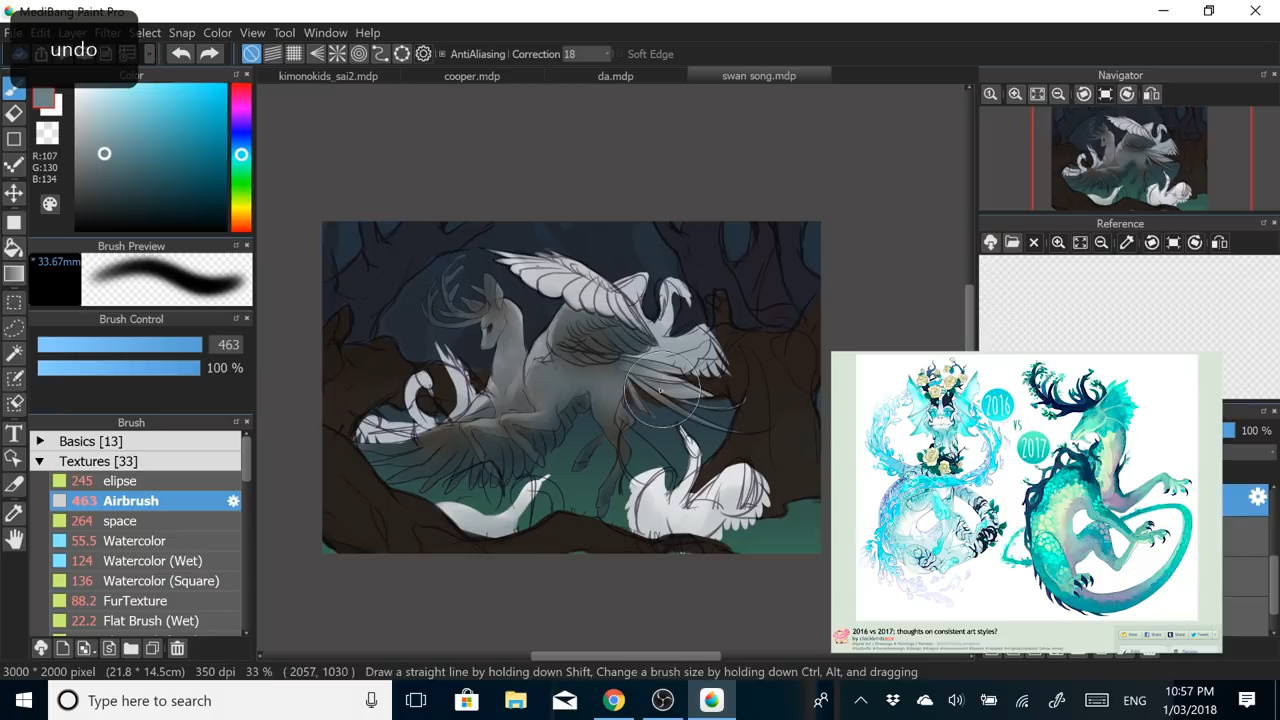 MediBang Paint Pro
File Edit Layer Filter Select Snap Color View Tool Window Help
undo
AntiAliasing Correction 18 Soft Edge
Color
kimonokids_sai2.mdp cooper.mdp da.mdp swan song.mdp
Navigator
R:107
G:130
B:134
Reference
Brush Preview
* 33.67mm
Brush Control
463
100 %
Brush
Basics [13]
Textures [33]
245 elipse
463 Airbrush
264 space
55.5 Watercolor
124 Watercolor (Wet)
136 Watercolor (Square)
88.2 FurTexture
22.2 Flat Brush (Wet)
100 %
2016
vs
2017
2016 vs 2017: thoughts on consistent art styles?
3000 * 2000 pixel (21.8 * 14.5cm) 350 dpi 33 % ( 2057, 1030 ) Draw a straight line by holding down Shift, Change a brush size by holding down Ctrl, Alt, and dragging
Type here to search
ENG
10:57 PM
1/03/2018